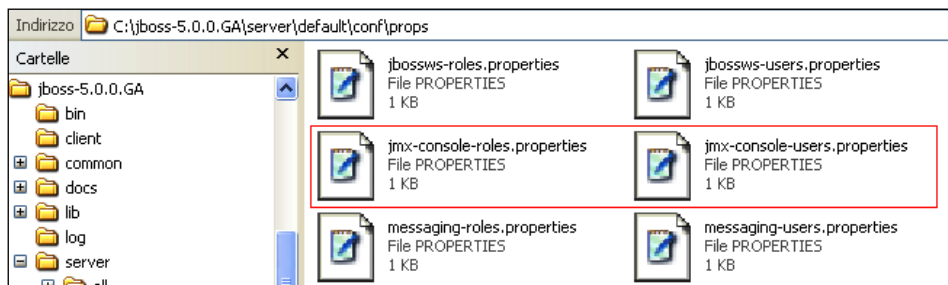 Indirizzo C:\jboss-5.0.0.GA\server\default\conf\props
Cartelle
jboss-5.0.0.GA
bin
client
common
docs
lib
log
server
jbossws-roles.properties
File PROPERTIES
1 KB
jbossws-users.properties
File PROPERTIES
1 KB
jmx-console-roles.properties
File PROPERTIES
1 KB
jmx-console-users.properties
File PROPERTIES
1 KB
messaging-roles.properties
File PROPERTIES
1 KB
messaging-users.properties
File PROPERTIES
1 KB